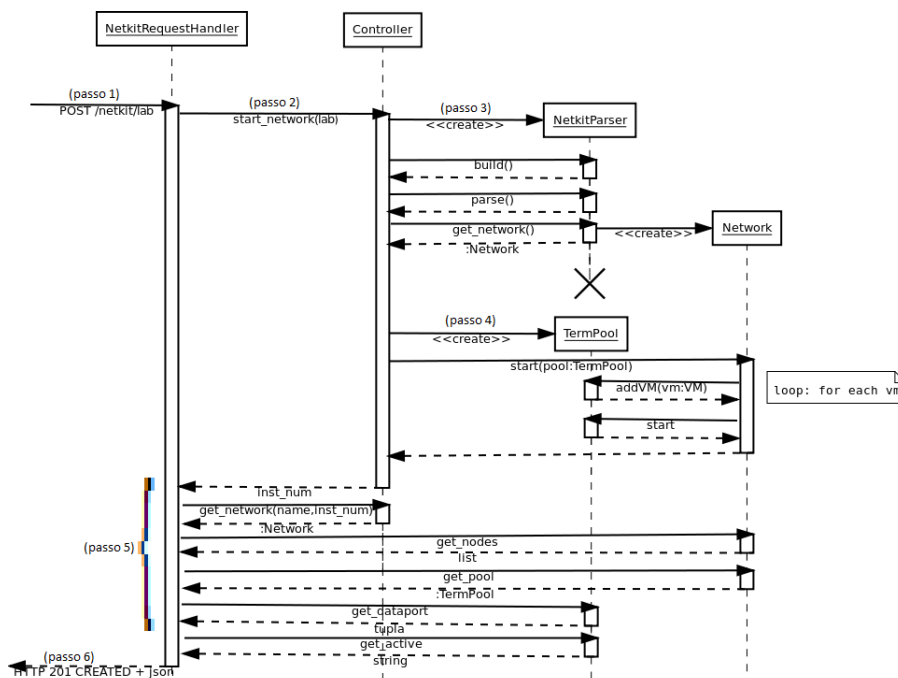 NetkitRequestHandler
Controller
(passo 1)
POST /netkit/lab
(passo 2)
start_network(lab)
(passo 3)
<<create>>
NetkitParser
build()
parse()
get_network()
:Network
<<create>>
Network
(passo 4)
<<create>>
TermPool
start(pool:TermPool)
addVM(vm:VM)
loop: for each vm
start
inst_num
get_network(name,inst_num)
:Network
(passo 5)
get_nodes
list
get_pool
:TermPool
get_dataport
tupla
get_active
string
(passo 6)
HTTP 201 CREATED + Json